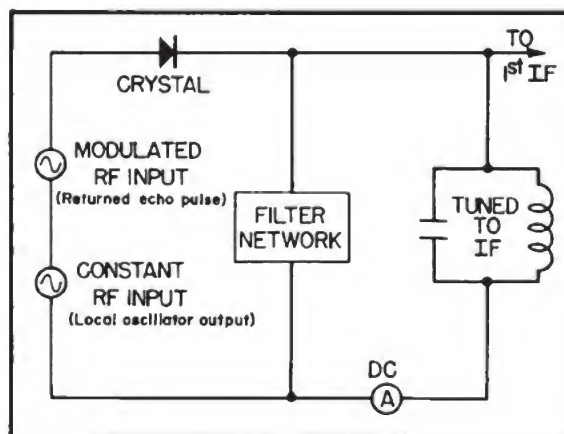 TO
1st IF
CRYSTAL
MODULATED
RF INPUT
(Returned echo pulse)
FILTER
NETWORK
TUNED
TO
IF
CONSTANT
RF INPUT
(Local oscillator output)
DC
A